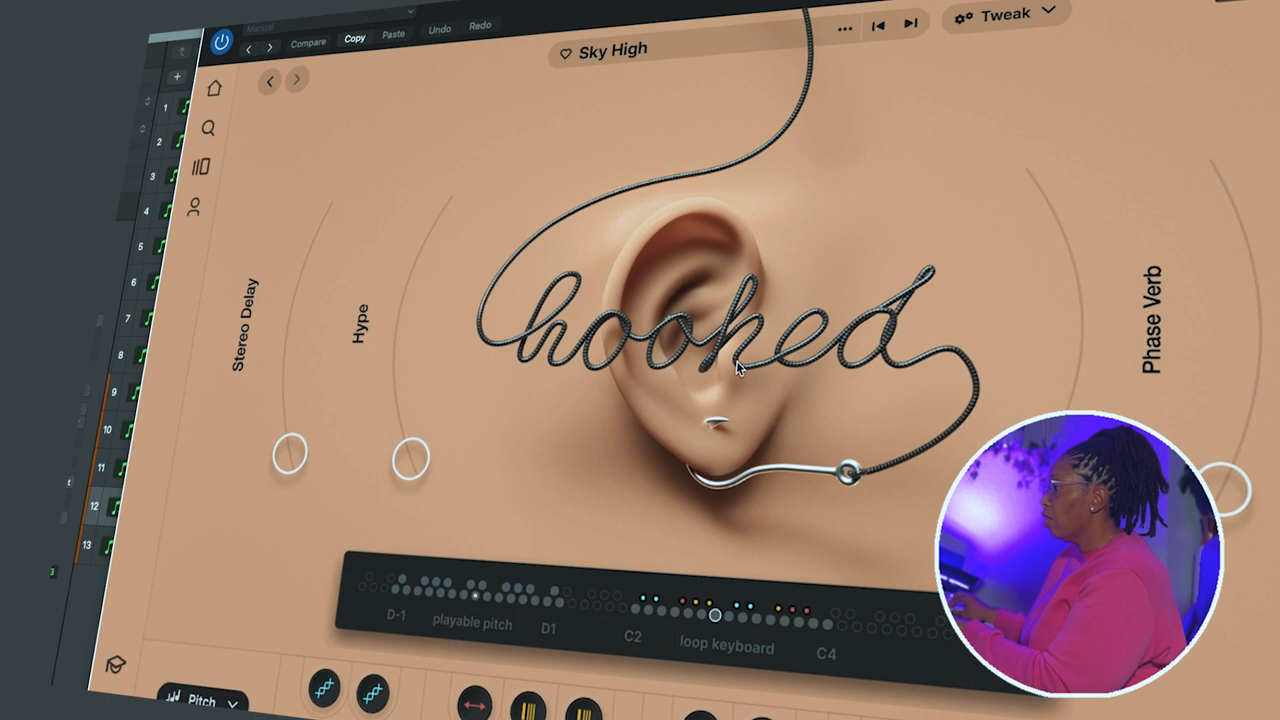 Manual
Compare
Copy
Paste
Undo
Redo
Sky High
Tweak
1
2
3
4
5
6
7
8
9
10
11
12
13
Stereo Delay
Hype
hooked
Phase Verb
D-1
playable pitch
D1
C2
loop keyboard
C4
Pitch